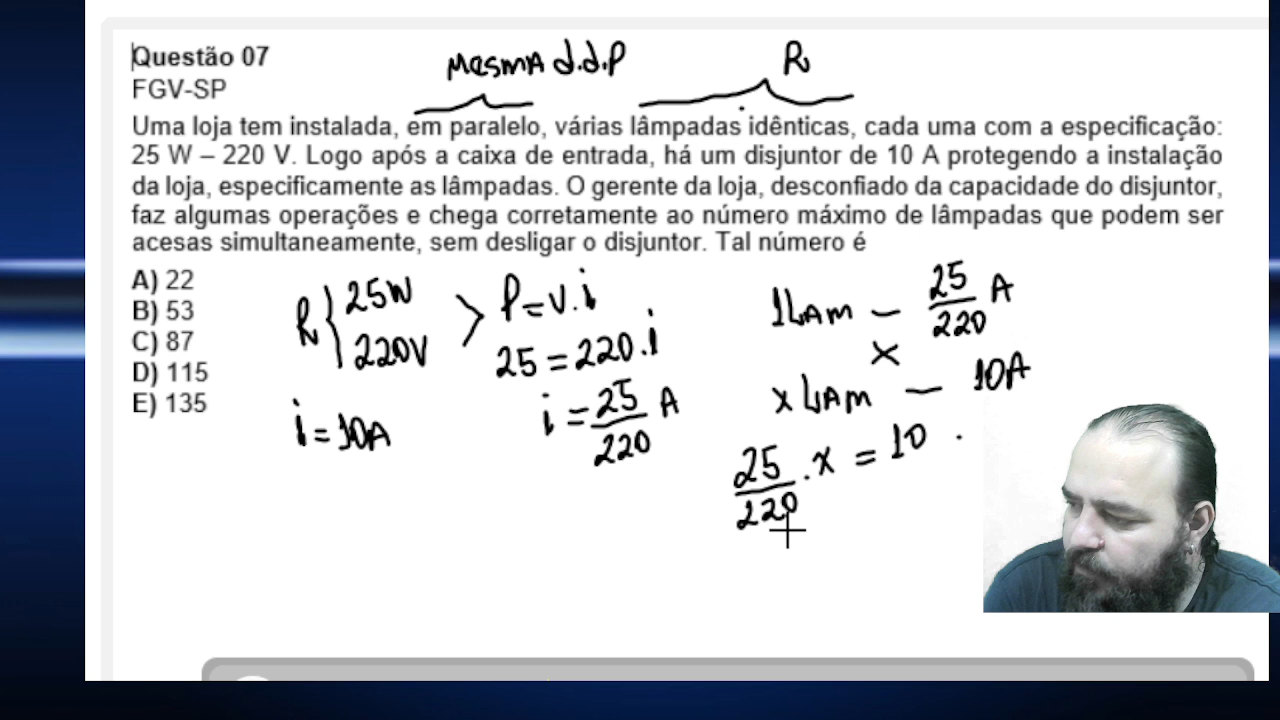 Questão 07
FGV-SP
MESMA d.d.P
R
Uma loja tem instalada, em paralelo, várias lâmpadas idênticas, cada uma com a especificação:
25 W – 220 V. Logo após a caixa de entrada, há um disjuntor de 10 A protegendo a instalação
da loja, especificamente as lâmpadas. O gerente da loja, desconfiado da capacidade do disjuntor,
faz algumas operações e chega corretamente ao número máximo de lâmpadas que podem ser
acesas simultaneamente, sem desligar o disjuntor. Tal número é
A) 22
B) 53
C) 87
D) 115
E) 135
R { 25W
220V
i = 10A
P = V.i
25 = 220.i
i = 25/220 A
1 LAM – 25/220 A
X
x LAM – 10A
25/220 . x = 10 .